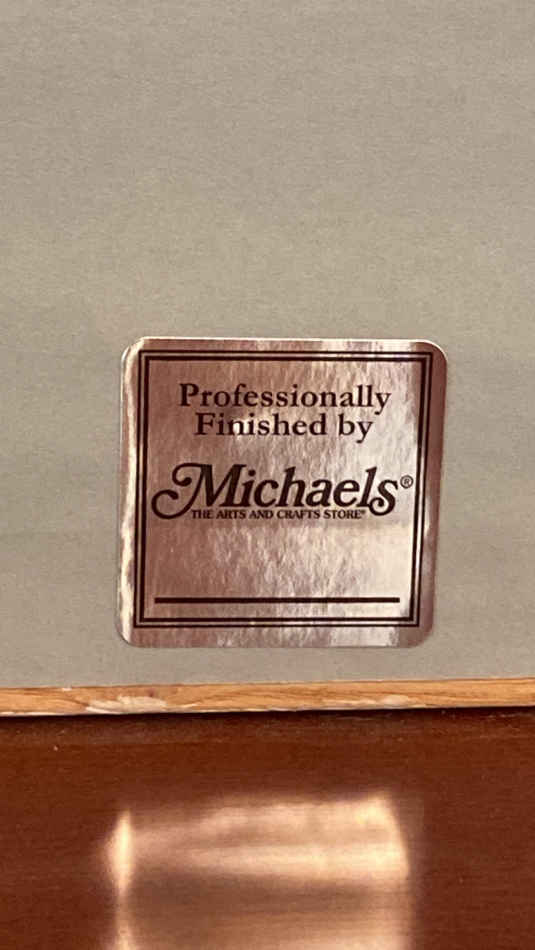 Professionally
Finished by
Michaels®
THE ARTS AND CRAFTS STORE®